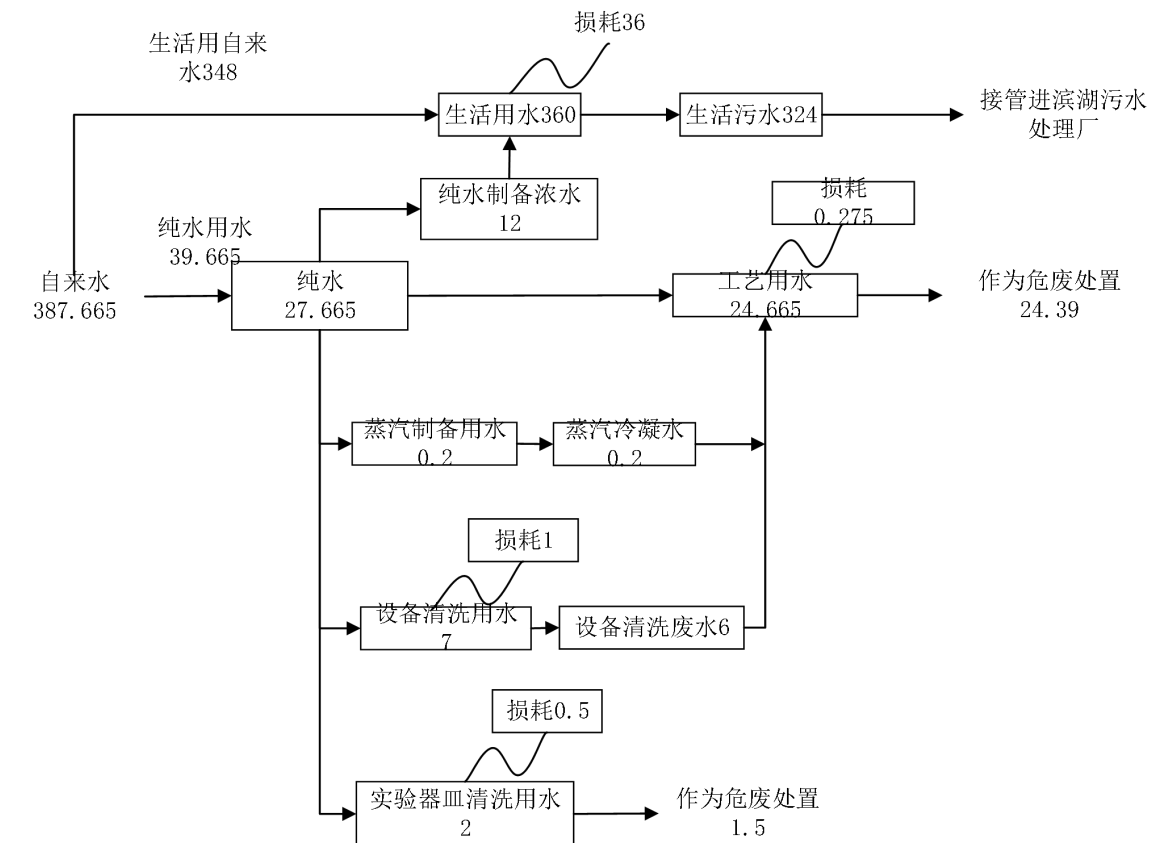 损耗36
生活用自来
水348
生活用水360
生活污水324
接管进滨湖污水
处理厂
纯水制备浓水
12
损耗
0.275
纯水用水
39.665
自来水
387.665
纯水
27.665
工艺用水
24.665
作为危废处置
24.39
蒸汽制备用水
0.2
蒸汽冷凝水
0.2
损耗1
设备清洗用水
7
设备清洗废水6
损耗0.5
实验器皿清洗用水
2
作为危废处置
1.5